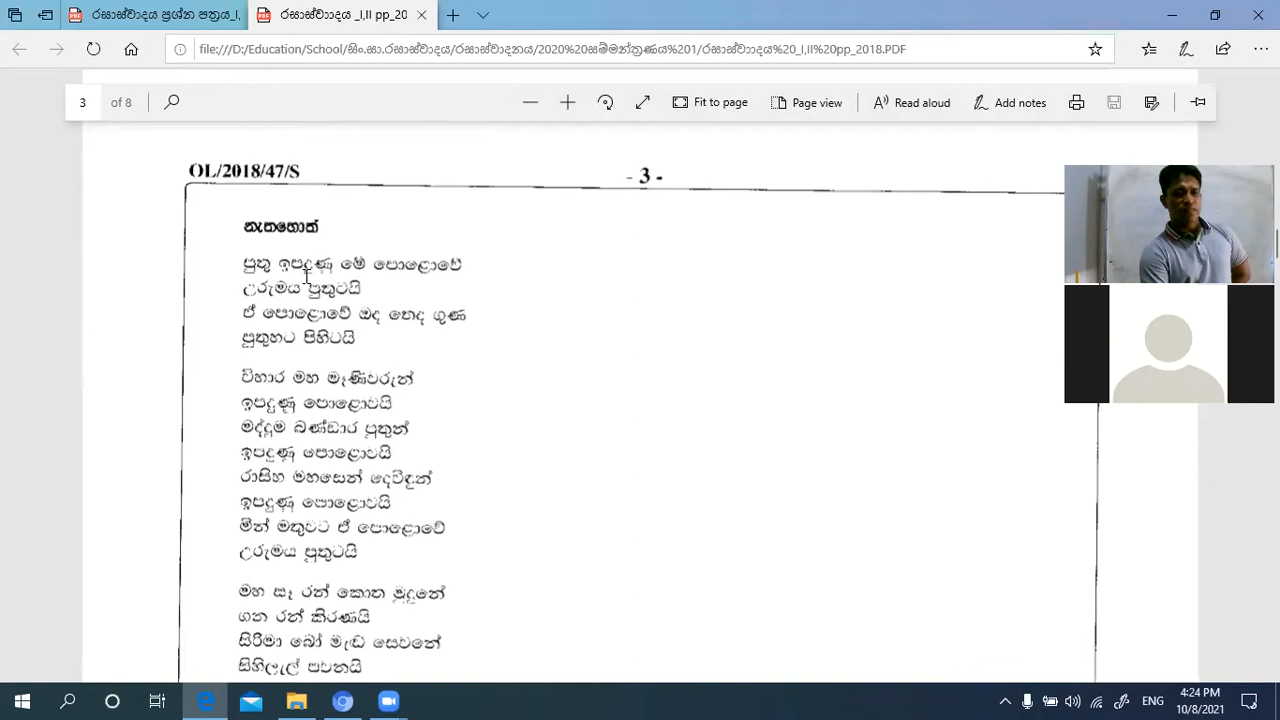 රසාස්වාදය ප්‍රශ්න පත්‍රය_I,
රසාස්වාදය _I,II pp_20
file:///D:/Education/School/සිං.සා.රසාස්වාදය/රසාස්වාදනය/2020%20සම්මන්ත්‍රණය%201/රසාස්වාාදය%20_I,II%20pp_2018.PDF
3 of 8 Fit to page Page view Read aloud Add notes
OL/2018/47/S - 3 -
නැතහොත්
පුතු ඉපදුණු මේ පොළොවේ
උරුමය පුතුටයි
ඒ පොළොවේ ඔද තෙද ගුණ
පුතුහට පිහිටයි
විහාර මහ මෑණිවරුන්
ඉපදුණු පොළොවයි
මද්දුම බණ්ඩාර පුතුන්
ඉපදුණු පොළොවයි
රාසිහ මහසෙන් දෙවිඳුන්
ඉපදුණු පොළොවයි
මින් මතුවට ඒ පොළොවේ
උරුමය පුතුටයි
මහ සෑ රන් කොත මුදුනේ
ගන රන් කිරණයි
සිරිමා බෝ මැඬ සෙවනේ
සිහිලැල් පවනයි
ENG
4:24 PM
10/8/2021